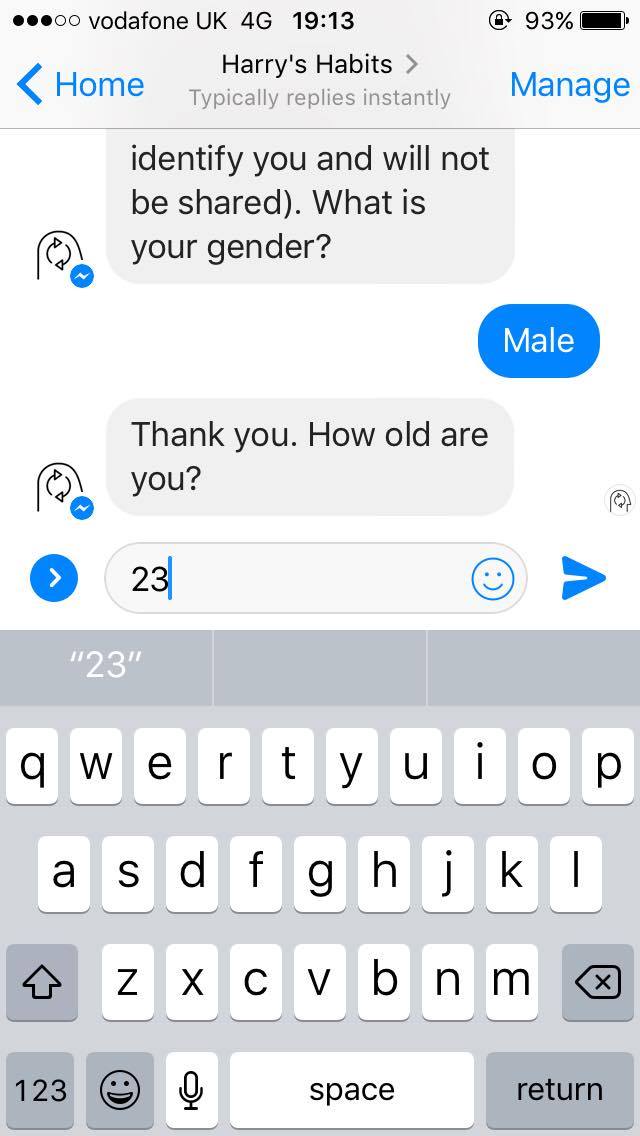 vodafone UK 4G 19:13 93%
Home Harry's Habits Manage
Typically replies instantly
identify you and will not
be shared). What is
your gender?
Male
Thank you. How old are
you?
23
"23"
q w e r t y u i o p
a s d f g h j k l
z x c v b n m
123 space return